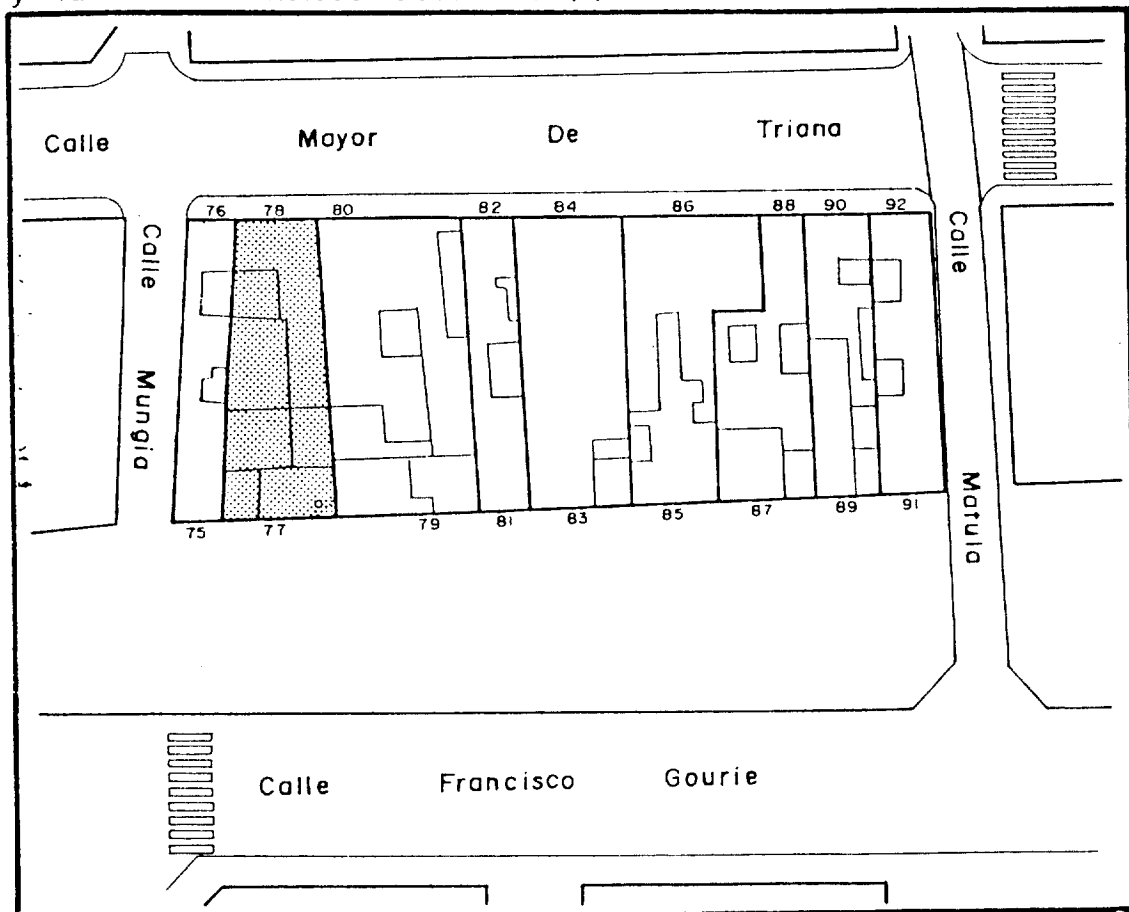 Calle Mayor De Triana
76 78 80 82 84 86 88 90 92
Calle Mungia
Calle Matula
75 77 79 81 83 85 87 89 91
Calle Francisco Gourie